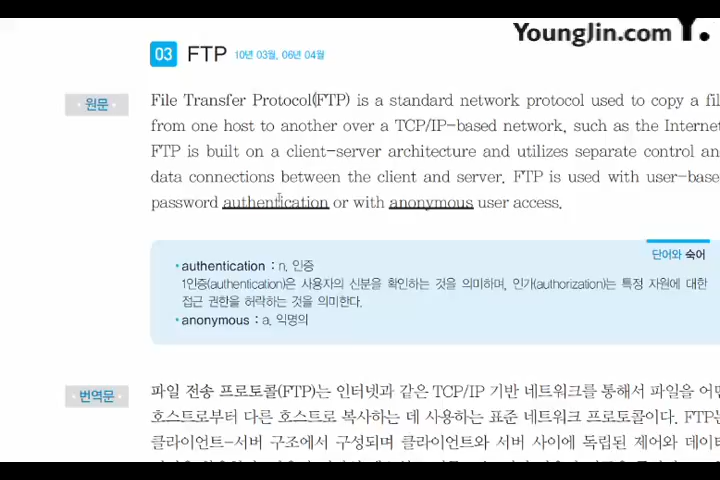 YoungJin.com Y.
03 FTP 10년 03월, 06년 04월
원문
File Transfer Protocol(FTP) is a standard network protocol used to copy a fil
from one host to another over a TCP/IP-based network, such as the Internet
FTP is built on a client-server architecture and utilizes separate control an
data connections between the client and server. FTP is used with user-base
password authentication or with anonymous user access.
단어와 숙어
•authentication : n. 인증
1인증(authentication)은 사용자의 신분을 확인하는 것을 의미하며, 인가(authorization)는 특정 자원에 대한
접근 권한을 허락하는 것을 의미한다.
•anonymous : a. 익명의
번역문
파일 전송 프로토콜(FTP)는 인터넷과 같은 TCP/IP 기반 네트워크를 통해서 파일을 어떤
호스트로부터 다른 호스트로 복사하는 데 사용하는 표준 네트워크 프로토콜이다. FTP는
클라이언트-서버 구조에서 구성되며 클라이언트와 서버 사이에 독립된 제어와 데이터